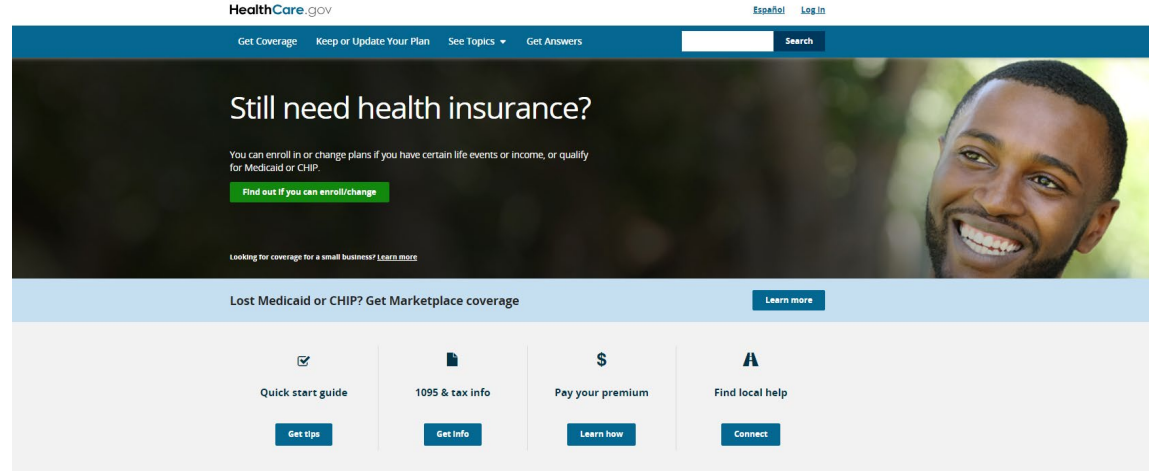 HealthCare.gov
Español Log In
Get Coverage Keep or Update Your Plan See Topics Get Answers Search
Still need health insurance?
You can enroll in or change plans if you have certain life events or income, or qualify
for Medicaid or CHIP.
Find out if you can enroll/change
Looking for coverage for a small business? Learn more
Lost Medicaid or CHIP? Get Marketplace coverage Learn more
Quick start guide 1095 & tax info Pay your premium Find local help
Get tips Get info Learn how Connect